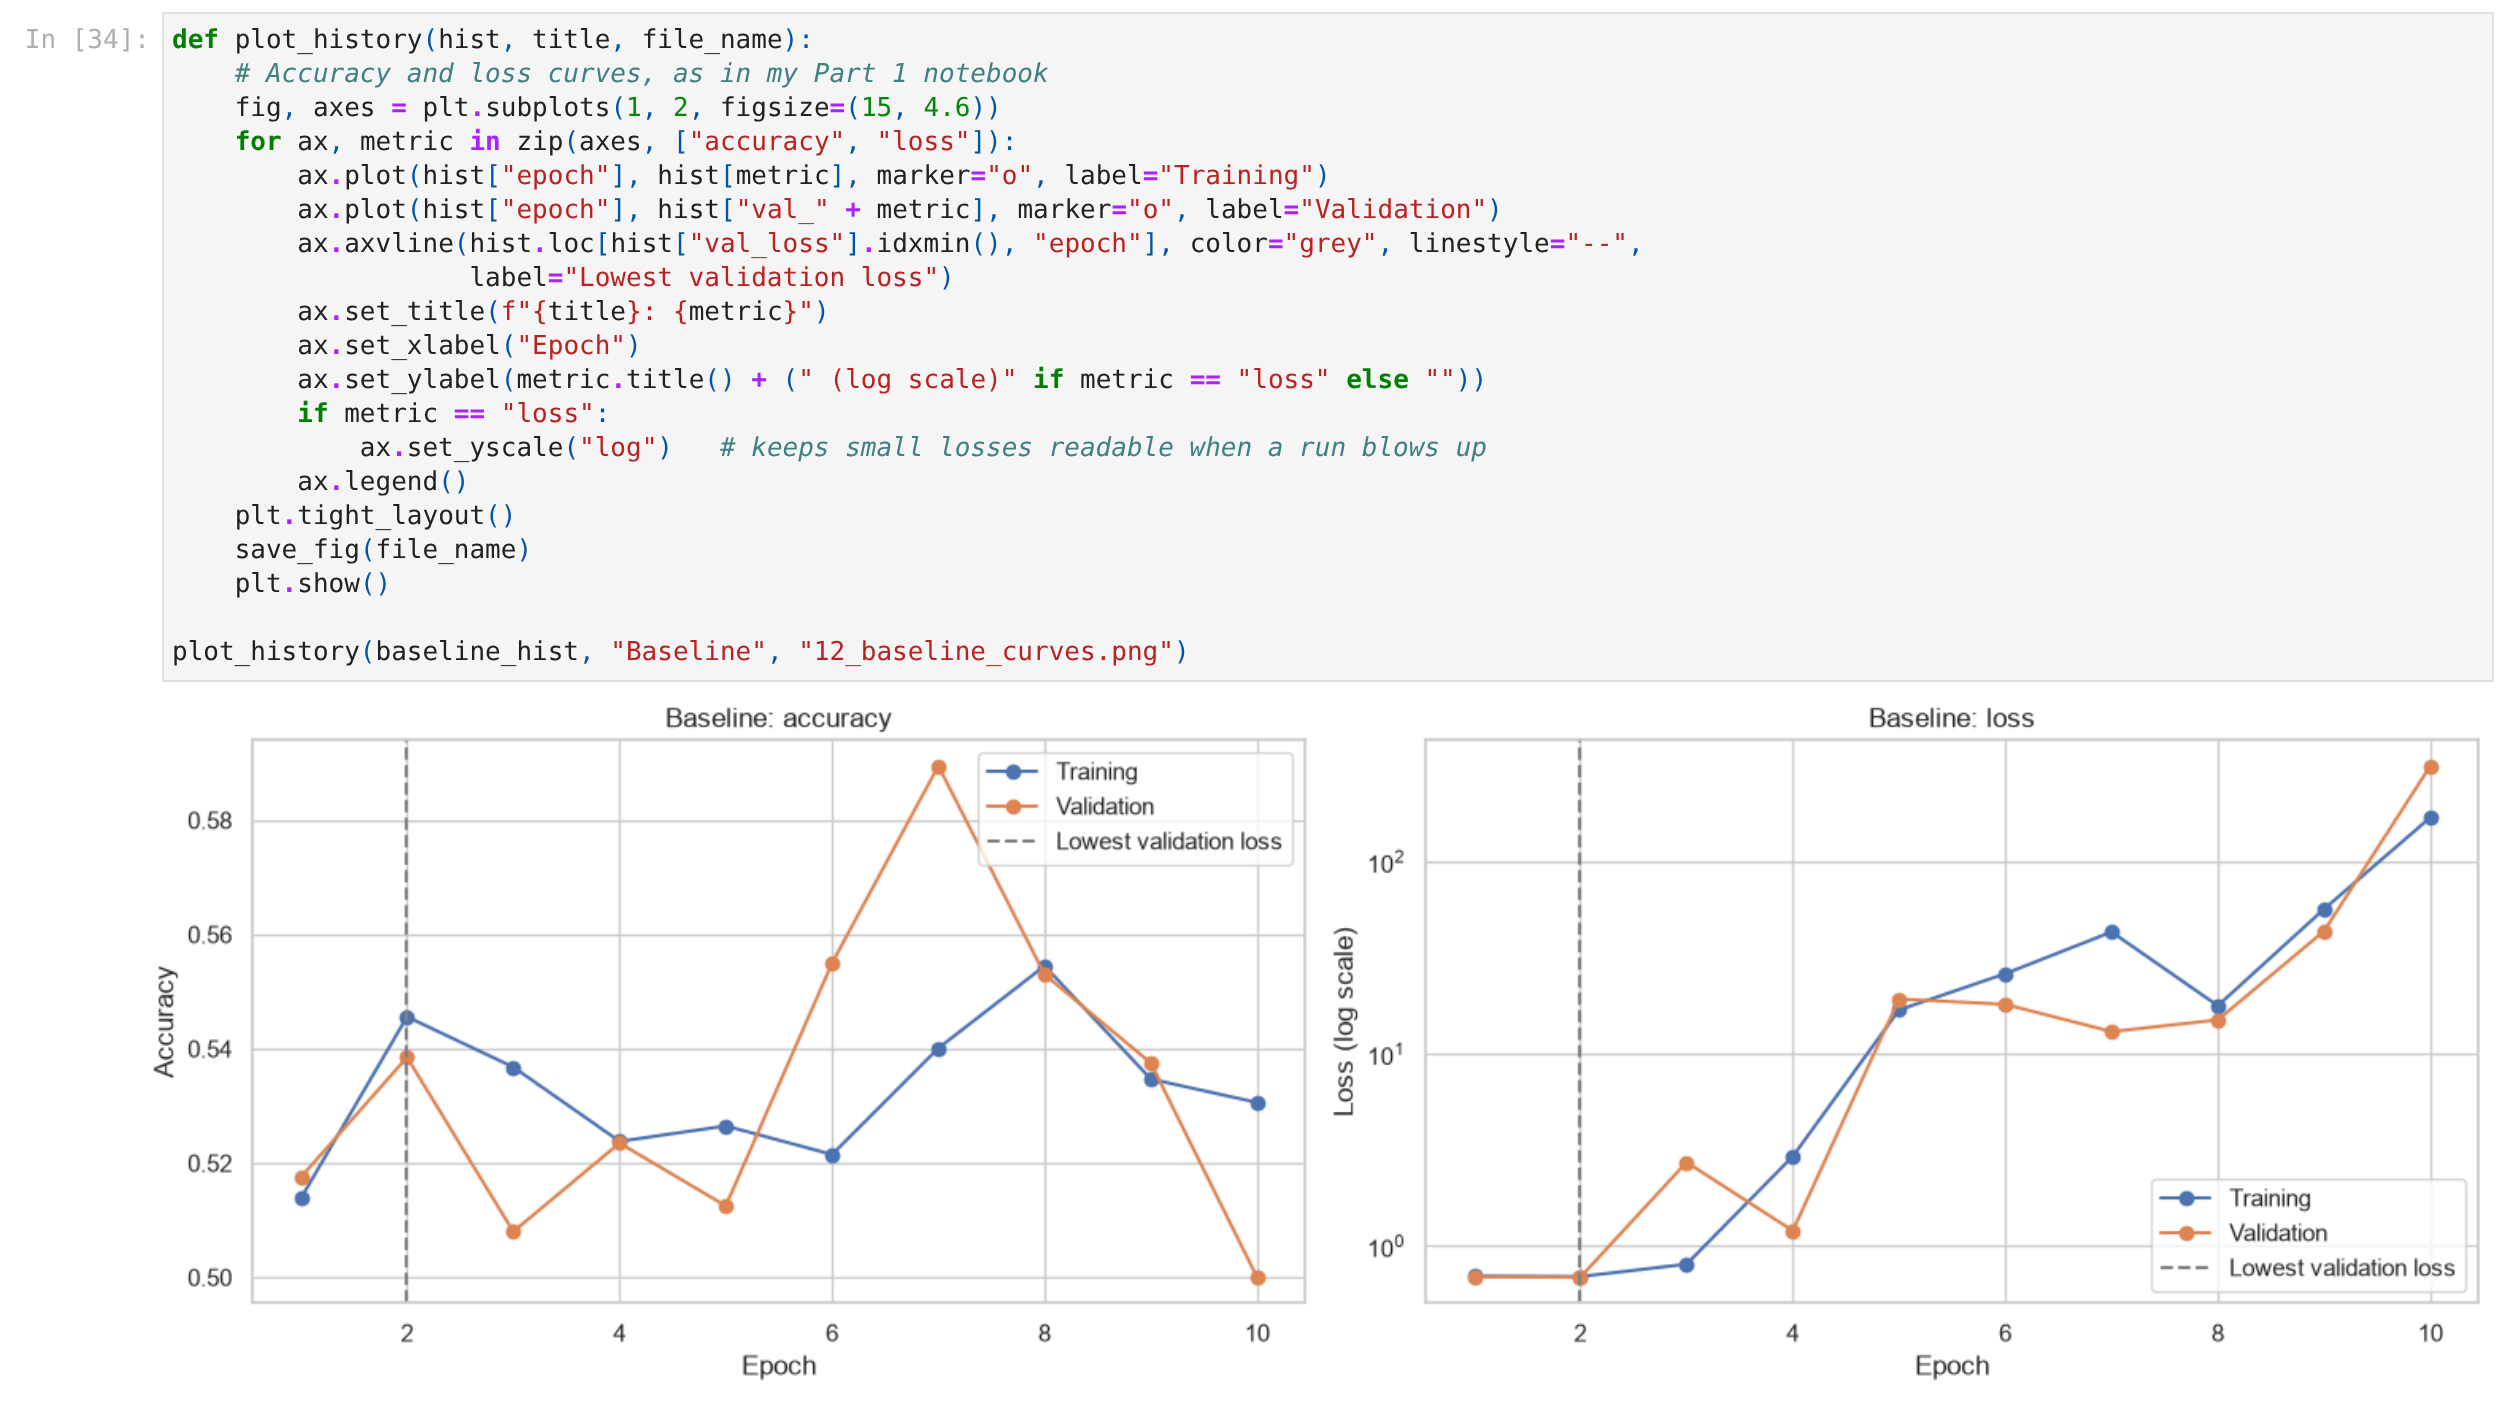 In [34]:
def plot_history(hist, title, file_name):
    # Accuracy and loss curves, as in my Part 1 notebook
    fig, axes = plt.subplots(1, 2, figsize=(15, 4.6))
    for ax, metric in zip(axes, ["accuracy", "loss"]):
        ax.plot(hist["epoch"], hist[metric], marker="o", label="Training")
        ax.plot(hist["epoch"], hist["val_" + metric], marker="o", label="Validation")
        ax.axvline(hist.loc[hist["val_loss"].idxmin(), "epoch"], color="grey", linestyle="--",
                   label="Lowest validation loss")
        ax.set_title(f"{title}: {metric}")
        ax.set_xlabel("Epoch")
        ax.set_ylabel(metric.title() + (" (log scale)" if metric == "loss" else ""))
        if metric == "loss":
            ax.set_yscale("log")   # keeps small losses readable when a run blows up
        ax.legend()
    plt.tight_layout()
    save_fig(file_name)
    plt.show()

plot_history(baseline_hist, "Baseline", "12_baseline_curves.png")
Baseline: accuracy
Training
Validation
Lowest validation loss
0.58
0.56
0.54
0.52
0.50
Accuracy
2 4 6 8 10
Epoch
Baseline: loss
10²
10¹
10⁰
Loss (log scale)
Training
Validation
Lowest validation loss
2 4 6 8 10
Epoch